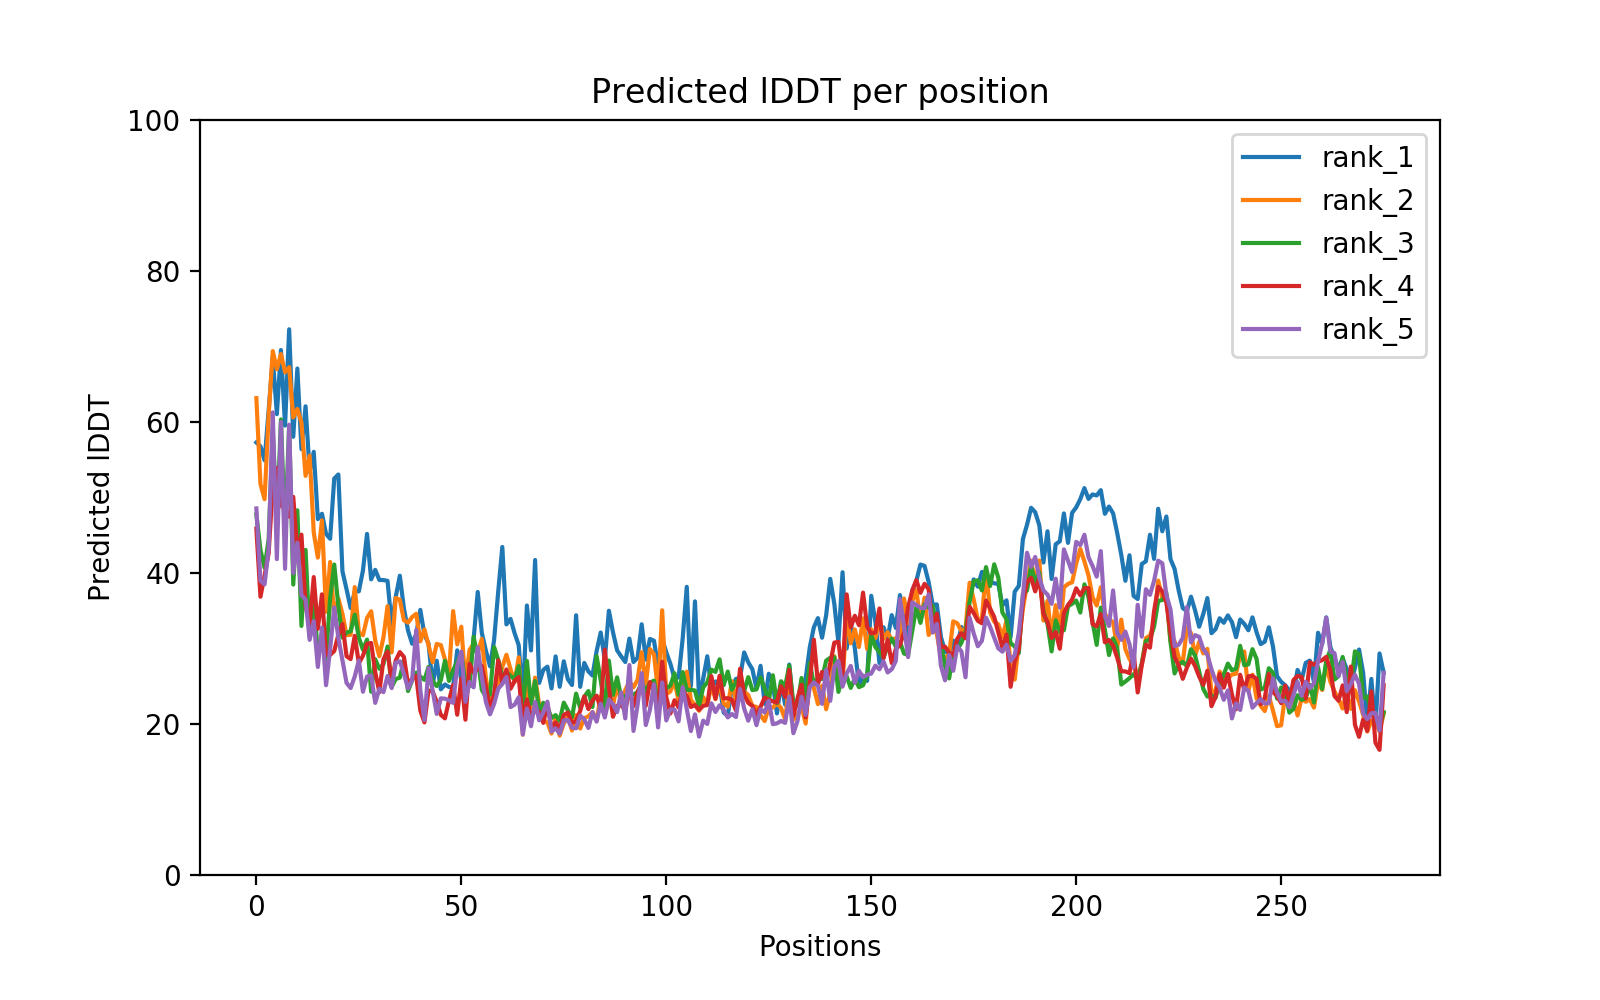 Predicted lDDT per position
100
80
60
40
20
0
Predicted lDDT
0 50 100 150 200 250
Positions
rank_1
rank_2
rank_3
rank_4
rank_5